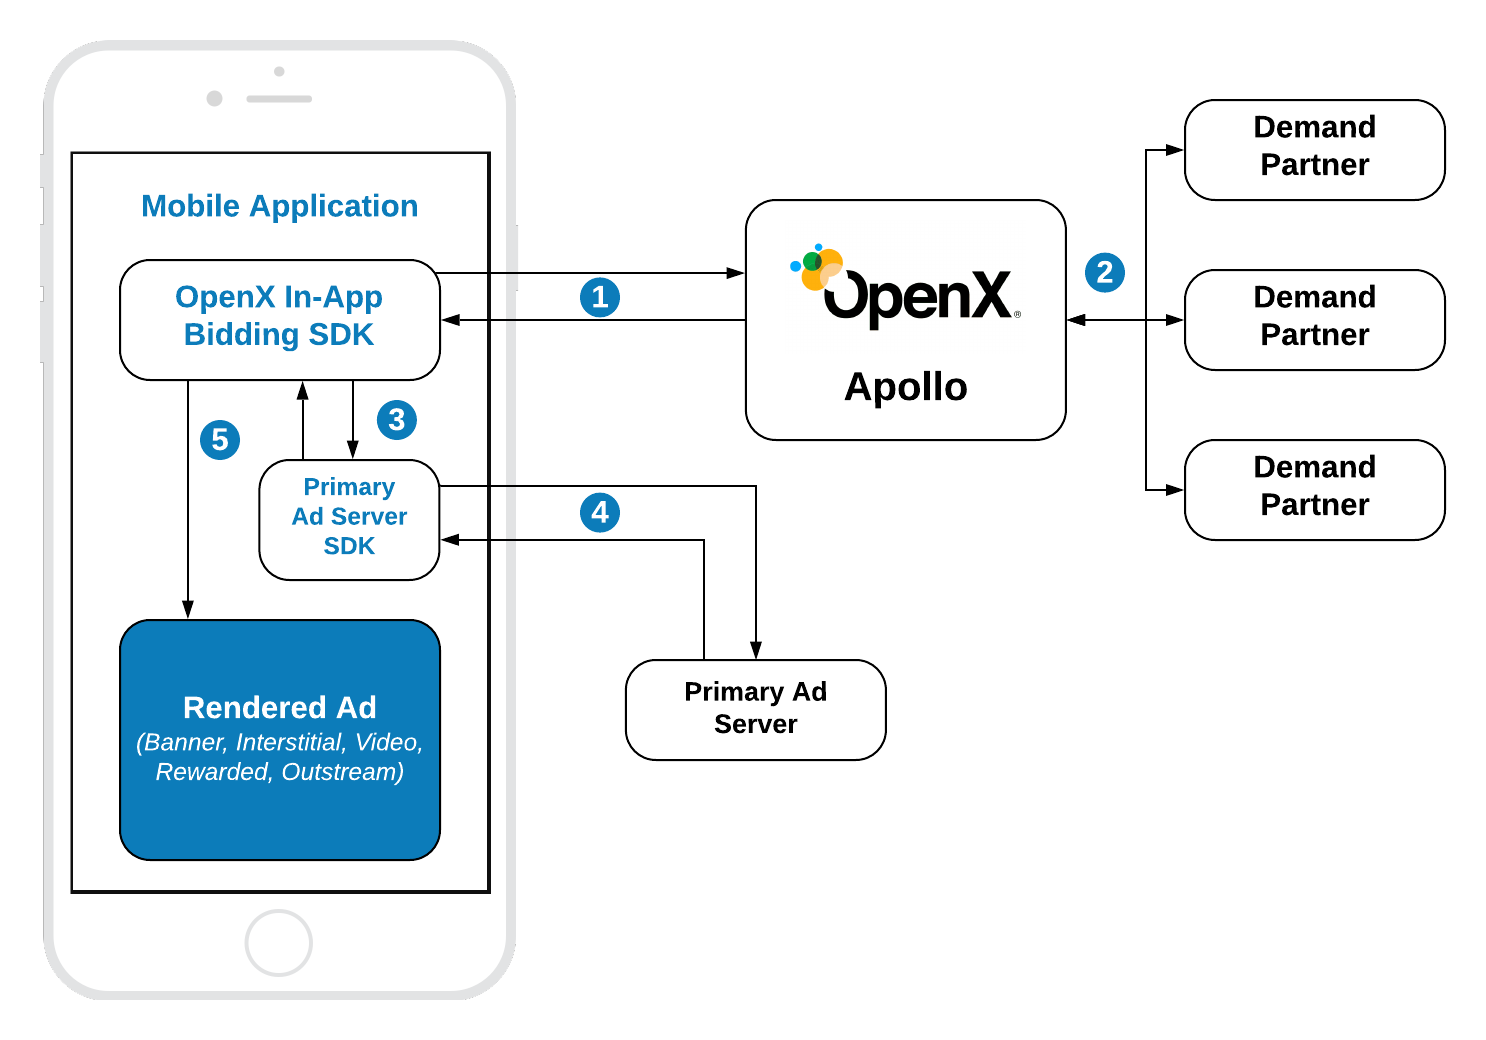 Mobile Application
OpenX In-App
Bidding SDK
1
OpenX®
Apollo
2
Demand
Partner
Demand
Partner
Demand
Partner
3
5
Primary
Ad Server
SDK
4
Rendered Ad
(Banner, Interstitial, Video,
Rewarded, Outstream)
Primary Ad
Server